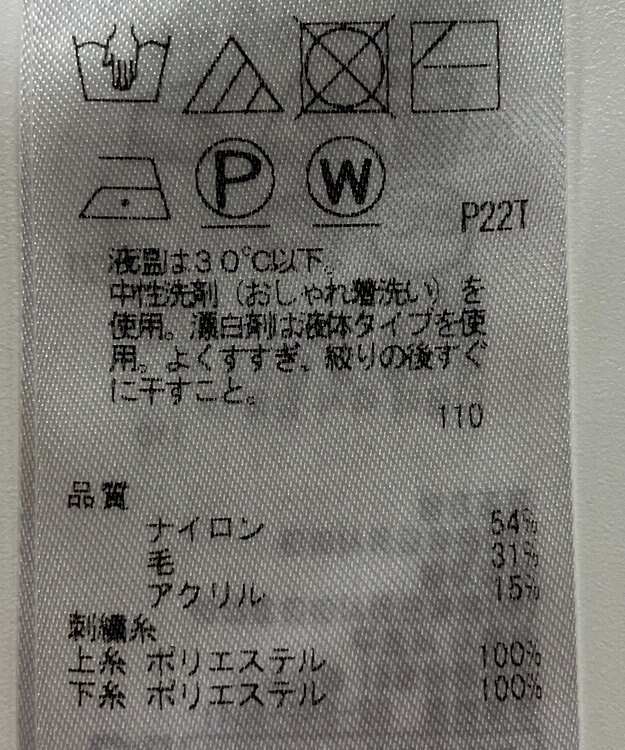 P W
P22T
液温は30℃以下。
中性洗剤（おしゃれ着洗い）を
使用。漂白剤は液体タイプを使
用。よくすすぎ、絞りの後すぐ
に干すこと。
110
品質
ナイロン 54%
毛 31%
アクリル 15%
刺繍糸
上糸 ポリエステル 100%
下糸 ポリエステル 100%